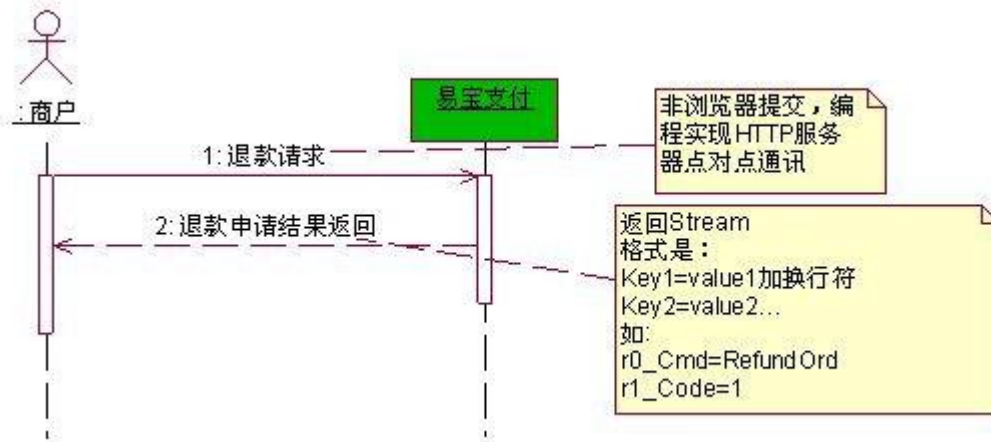 : 商户
易宝支付
非浏览器提交，编
程实现HTTP服务
器点对点通讯
1: 退款请求
2: 退款申请结果返回
返回Stream
格式是：
Key1=value1加换行符
Key2=value2...
如:
r0_Cmd=RefundOrd
r1_Code=1